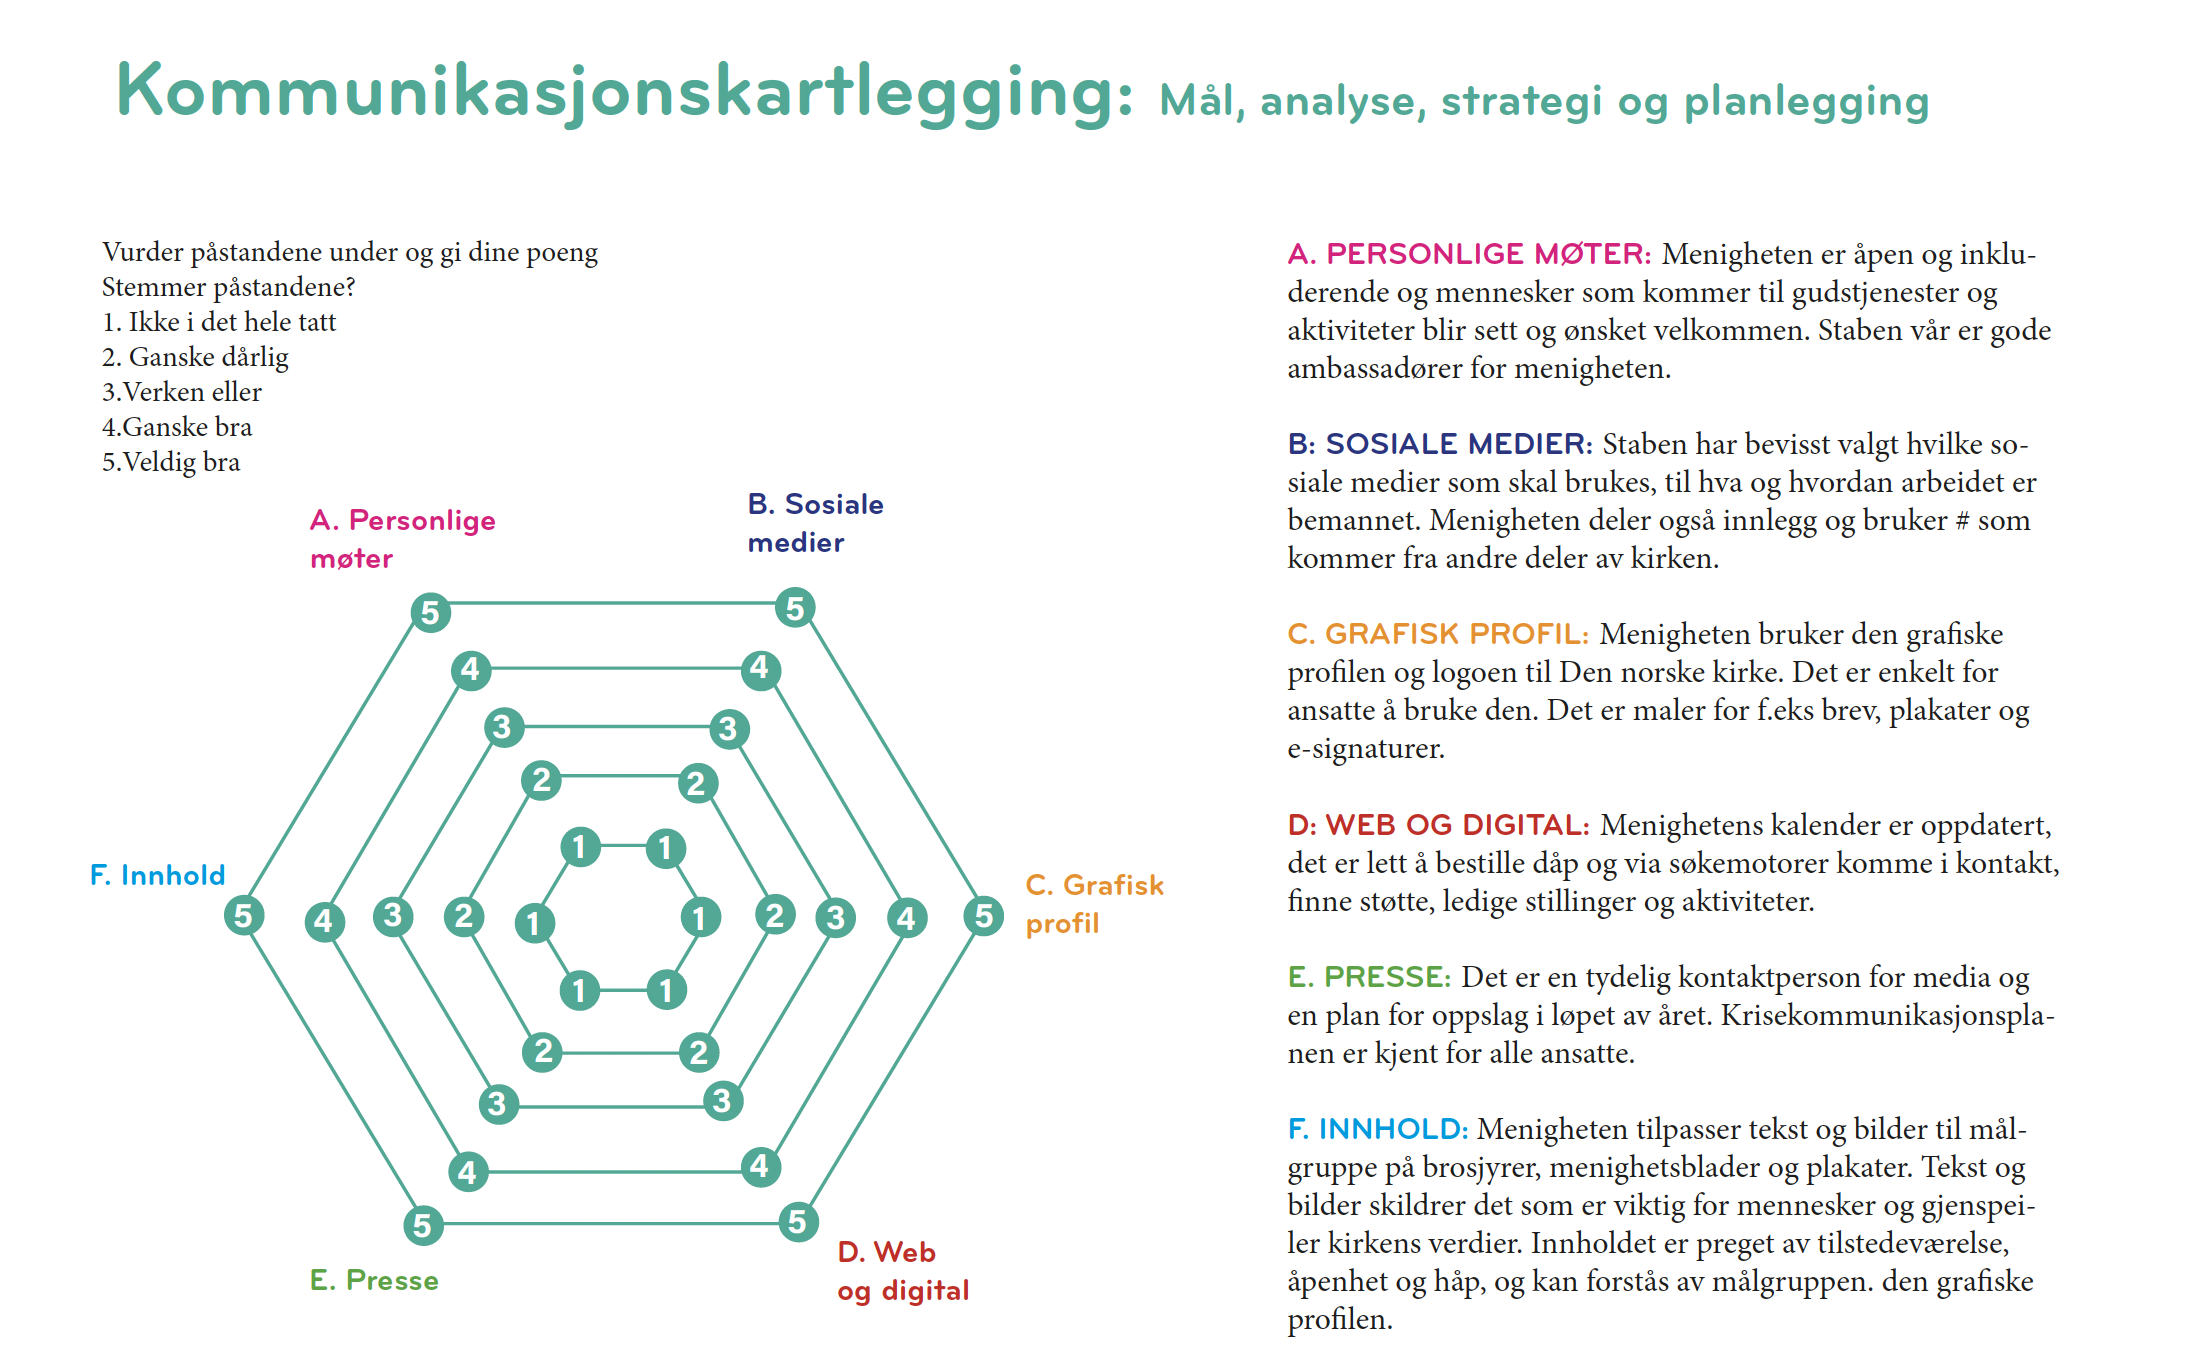 Kommunikasjonskartlegging: Mål, analyse, strategi og planlegging
Vurder påstandene under og gi dine poeng
Stemmer påstandene?
1. Ikke i det hele tatt
2. Ganske dårlig
3.Verken eller
4.Ganske bra
5.Veldig bra
A. Personlige
møter
B. Sosiale
medier
5 5
4 4
3 3
2 2
1 1
F. Innhold
C. Grafisk
profil
5 4 3 2 1 1 2 3 4 5
1 1
2 2
3 3
4 4
5 5
D. Web
og digital
E. Presse
A. PERSONLIGE MØTER: Menigheten er åpen og inklu-
derende og mennesker som kommer til gudstjenester og
aktiviteter blir sett og ønsket velkommen. Staben vår er gode
ambassadører for menigheten.
B: SOSIALE MEDIER: Staben har bevisst valgt hvilke so-
siale medier som skal brukes, til hva og hvordan arbeidet er
bemannet. Menigheten deler også innlegg og bruker # som
kommer fra andre deler av kirken.
C. GRAFISK PROFIL: Menigheten bruker den grafiske
profilen og logoen til Den norske kirke. Det er enkelt for
ansatte å bruke den. Det er maler for f.eks brev, plakater og
e-signaturer.
D: WEB OG DIGITAL: Menighetens kalender er oppdatert,
det er lett å bestille dåp og via søkemotorer komme i kontakt,
finne støtte, ledige stillinger og aktiviteter.
E. PRESSE: Det er en tydelig kontaktperson for media og
en plan for oppslag i løpet av året. Krisekommunikasjonspla-
nen er kjent for alle ansatte.
F. INNHOLD: Menigheten tilpasser tekst og bilder til mål-
gruppe på brosjyrer, menighetsblader og plakater. Tekst og
bilder skildrer det som er viktig for mennesker og gjenspei-
ler kirkens verdier. Innholdet er preget av tilstedeværelse,
åpenhet og håp, og kan forstås av målgruppen. den grafiske
profilen.